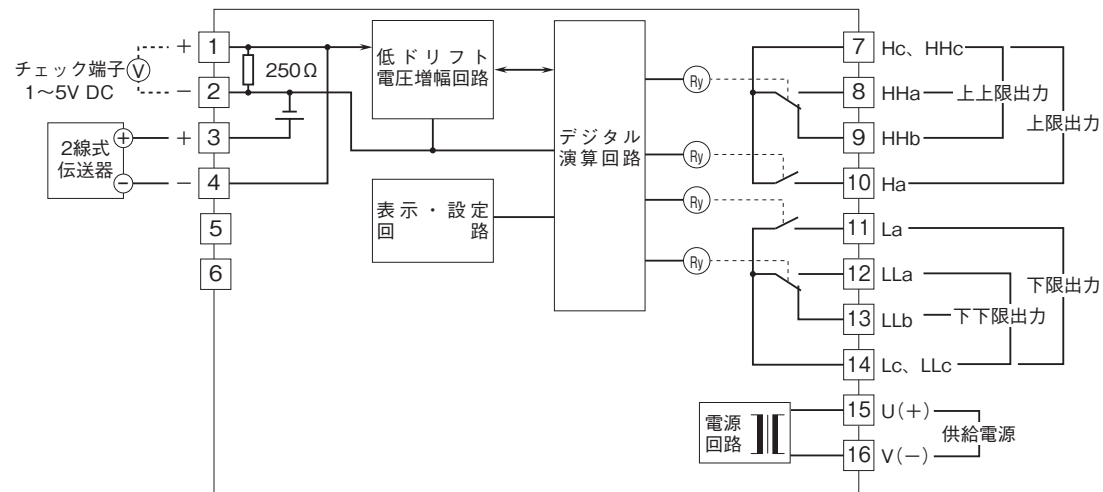 チェック端子
1～5V DC
V
+
−
1
2
3
4
5
6
250Ω
+
−
2線式
伝送器
+
−
低ドリフト
電圧増幅回路
表示・設定
回路
デジタル
演算回路
Ry
Ry
Ry
Ry
7 Hc、HHc
8 HHa
9 HHb
10 Ha
上上限出力
上限出力
11 La
12 LLa
13 LLb
14 Lc、LLc
下下限出力
下限出力
電源
回路
15 U(+)
16 V(−)
供給電源